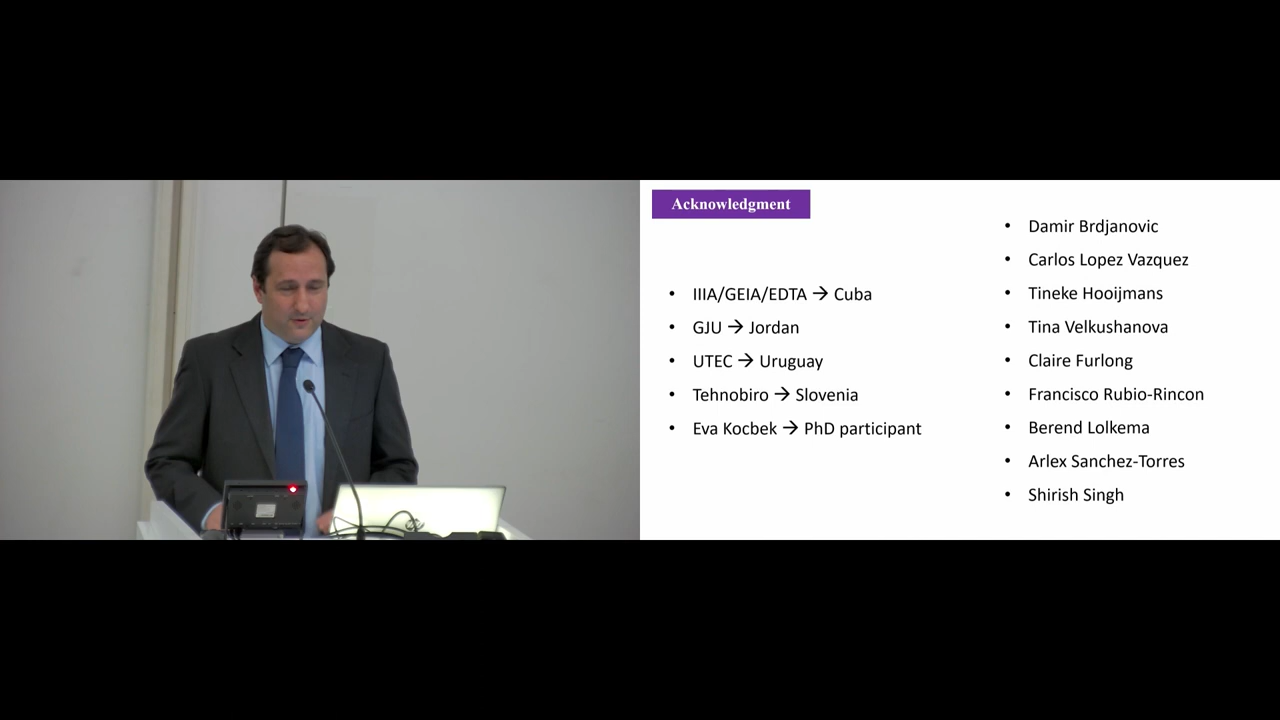 Acknowledgment
• IIIA/GEIA/EDTA → Cuba
• GJU → Jordan
• UTEC → Uruguay
• Tehnobiro → Slovenia
• Eva Kocbek → PhD participant
• Damir Brdjanovic
• Carlos Lopez Vazquez
• Tineke Hooijmans
• Tina Velkushanova
• Claire Furlong
• Francisco Rubio-Rincon
• Berend Lolkema
• Arlex Sanchez-Torres
• Shirish Singh